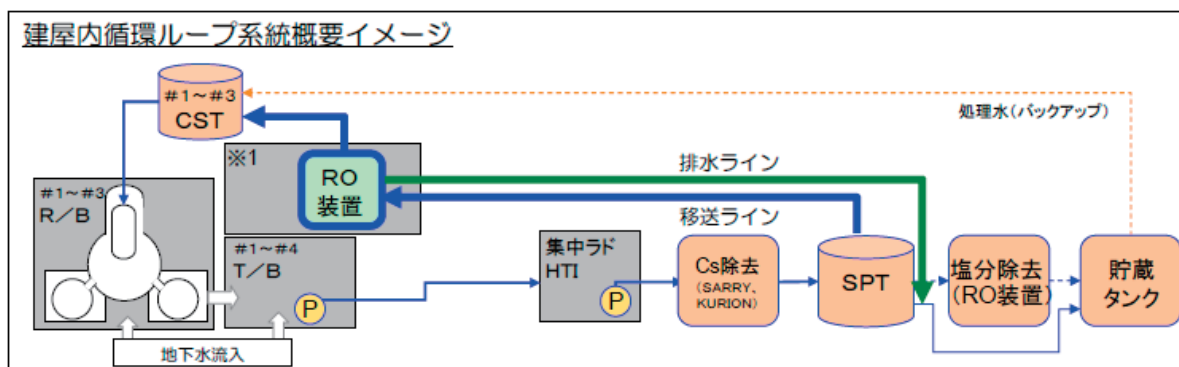 建屋内循環ループ系統概要イメージ
#1～#3
CST
処理水(バックアップ)
※1
RO
装置
排水ライン
移送ライン
#1～#3
R／B
#1～#4
T／B
P
集中ラド
HTI
P
Cs除去
(SARRY、
KURION)
SPT
塩分除去
(RO装置)
貯蔵
タンク
地下水流入